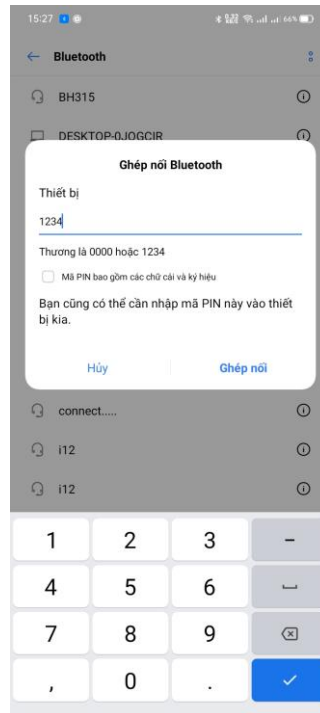 15:27
66%
Bluetooth
BH315
DESKTOP-0JOGCIR
Ghép nối Bluetooth
Thiết bị
1234
Thương là 0000 hoặc 1234
Mã PIN bao gồm các chữ cái và ký hiệu
Bạn cũng có thể cần nhập mã PIN này vào thiết
bị kia.
Hủy
Ghép nối
connect.....
i12
i12
1 2 3 –
4 5 6
7 8 9
, 0 .